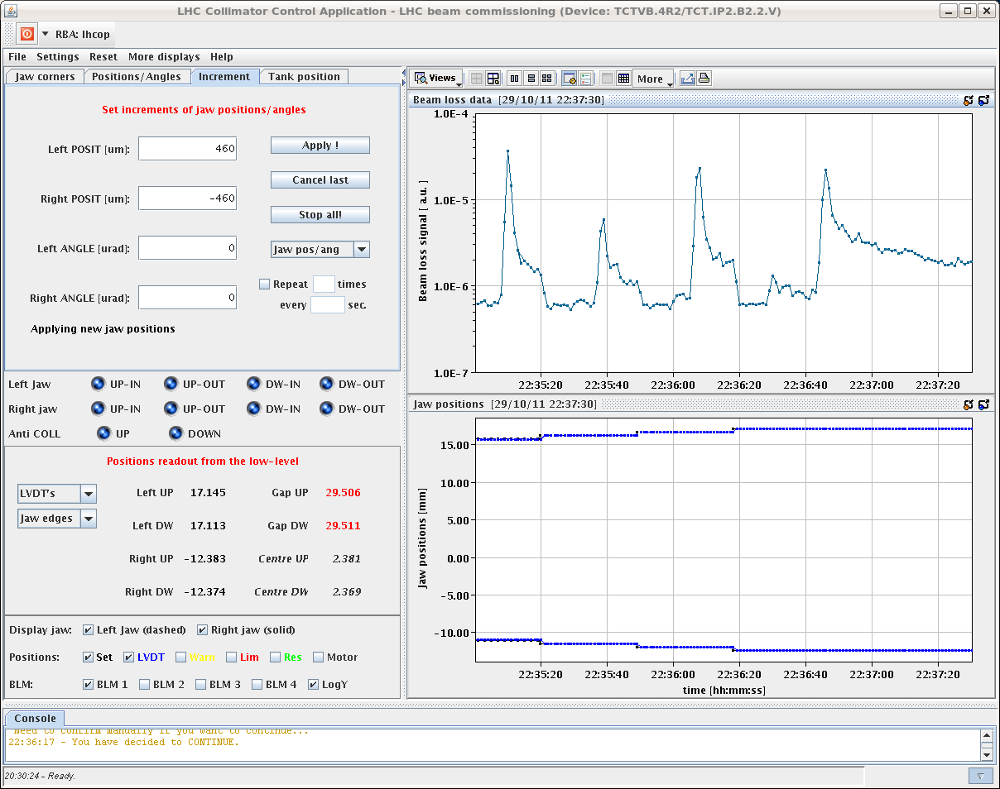 LHC Collimator Control Application - LHC beam commissioning (Device: TCTVB.4R2/TCT.IP2.B2.2.V)
RBA: lhcop
File Settings Reset More displays Help
Jaw corners Positions/Angles Increment Tank position
Set increments of jaw positions/angles
Left POSIT [um]: 460 Apply !
Cancel last
Right POSIT [um]: -460
Stop all!
Left ANGLE [urad]: 0 Jaw pos/ang
Repeat times
Right ANGLE [urad]: 0
every sec.
Applying new jaw positions
Left Jaw UP-IN UP-OUT DW-IN DW-OUT
Right jaw UP-IN UP-OUT DW-IN DW-OUT
Anti COLL UP DOWN
Positions readout from the low-level
LVDT's Left UP 17.145 Gap UP 29.506
Jaw edges
Left DW 17.113 Gap DW 29.511
Right UP -12.383 Centre UP 2.381
Right DW -12.374 Centre DW 2.369
Display jaw: Left Jaw (dashed) Right jaw (solid)
Positions: Set LVDT Warn Lim Res Motor
BLM: BLM 1 BLM 2 BLM 3 BLM 4 LogY
Views More
Beam loss data [29/10/11 22:37:30]
1.0E-4
1.0E-5
1.0E-6
1.0E-7
Beam loss signal [ a.u. ]
22:35:20 22:35:40 22:36:00 22:36:20 22:36:40 22:37:00 22:37:20
Jaw positions [29/10/11 22:37:30]
15.00
10.00
5.00
0.00
-5.00
-10.00
Jaw positions [mm]
22:35:20 22:35:40 22:36:00 22:36:20 22:36:40 22:37:00 22:37:20
time [hh:mm:ss]
Console
Need to confirm manually if you want to continue...
22:36:17 - You have decided to CONTINUE.
20:30:24 - Ready.